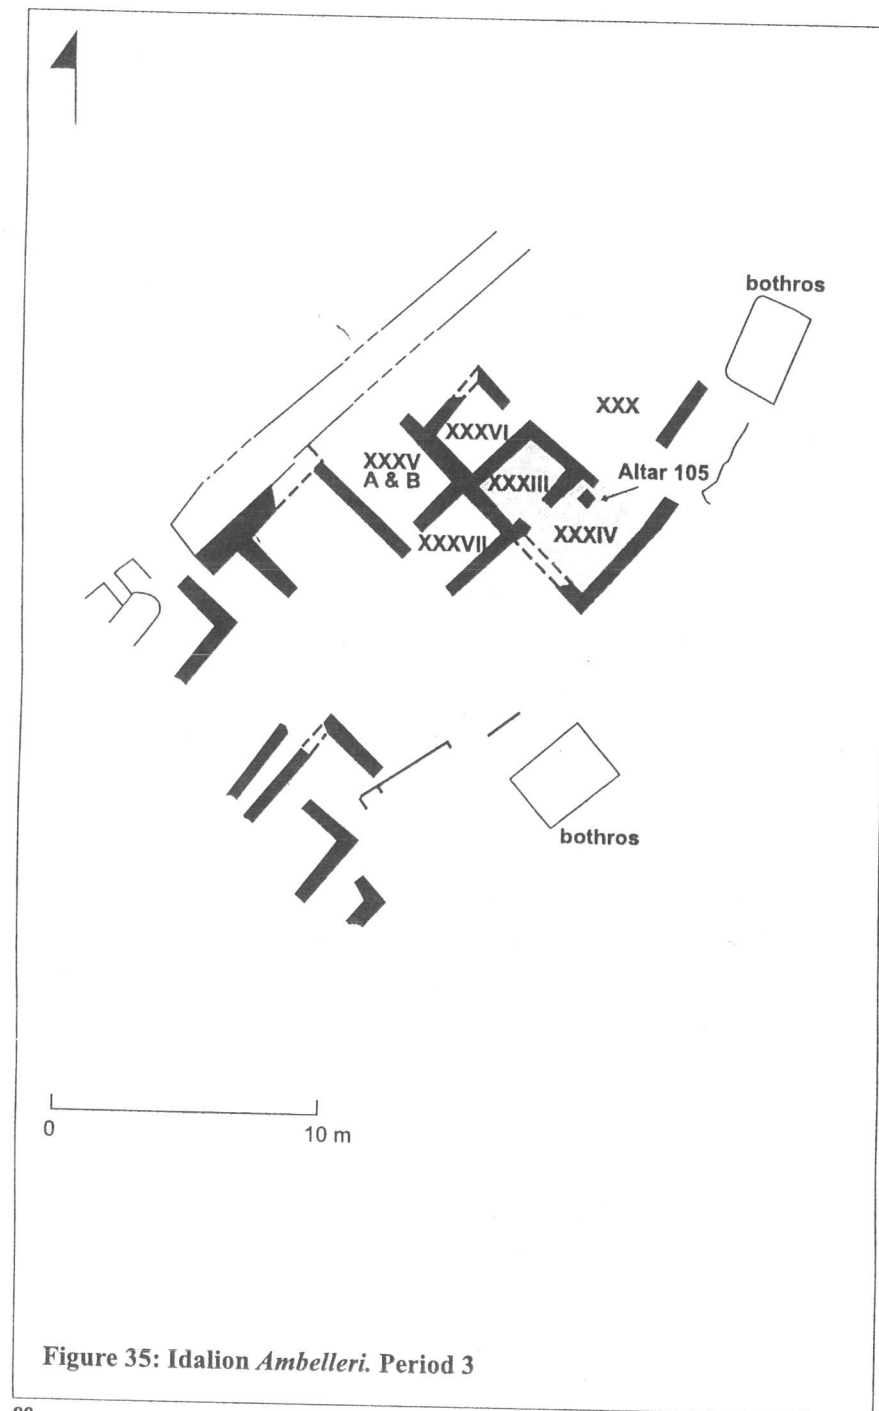 bothros
XXX
XXXVI
XXXV
A & B
Altar 105
XXXIII
XXXIV
XXXVII
bothros
0
10 m
Figure 35: Idalion Ambelleri. Period 3